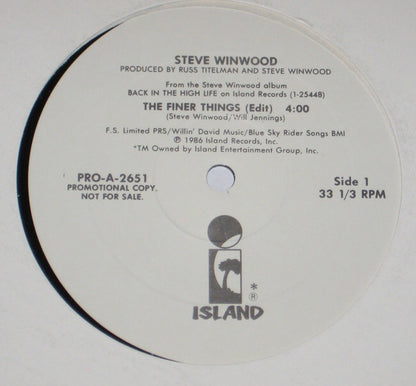 STEVE WINWOOD
PRODUCED BY RUSS TITELMAN AND STEVE WINWOOD
From the Steve Winwood album
BACK IN THE HIGH LIFE on Island Records (1-25448)
THE FINER THINGS (Edit) 4:00
(Steve Winwood/Will Jennings)
F.S. Limited PRS/Willin' David Music/Blue Sky Rider Songs BMI
℗ 1986 Island Records, Inc.
*TM Owned by Island Entertainment Group, Inc.
PRO-A-2651
PROMOTIONAL COPY.
NOT FOR SALE.
Side 1
33 1/3 RPM
*
®
ISLAND